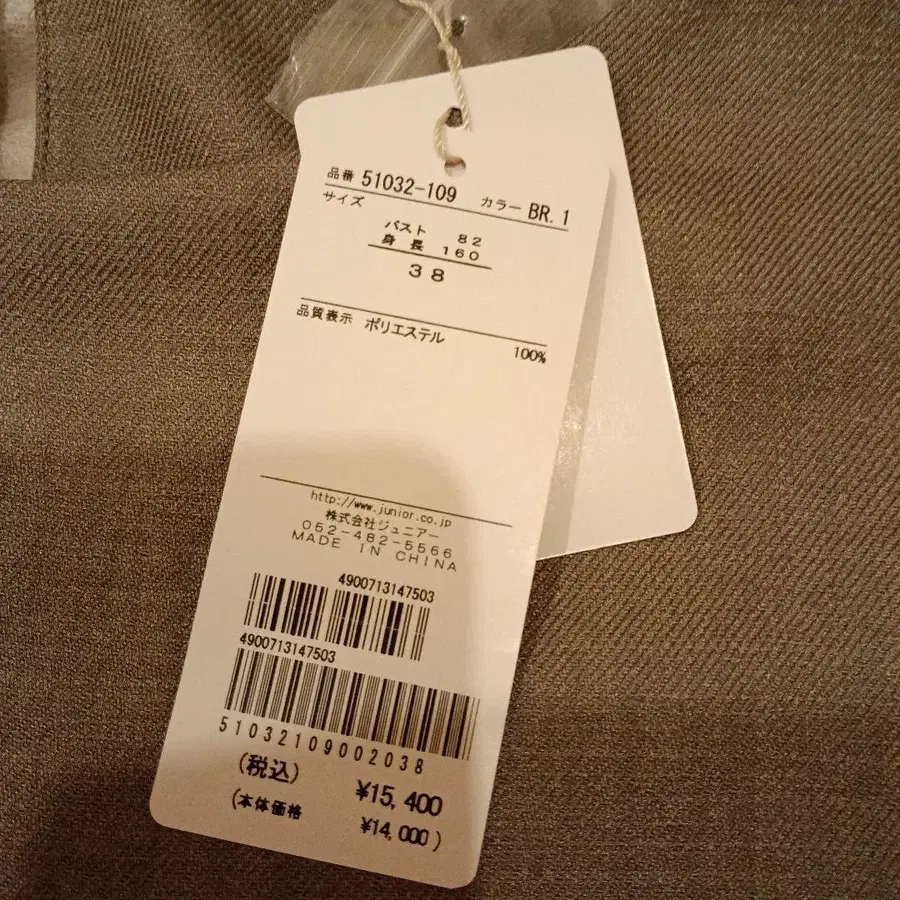 品番 51032-109 カラー BR.1
サイズ
バスト 82
身長 160
38
品質表示 ポリエステル 100%
http://www.junior.co.jp
株式会社ジュニアー
052-482-5566
MADE IN CHINA
4900713147503
4900713147503
51032109002038
(税込) ¥15,400
(本体価格 ¥14,000)